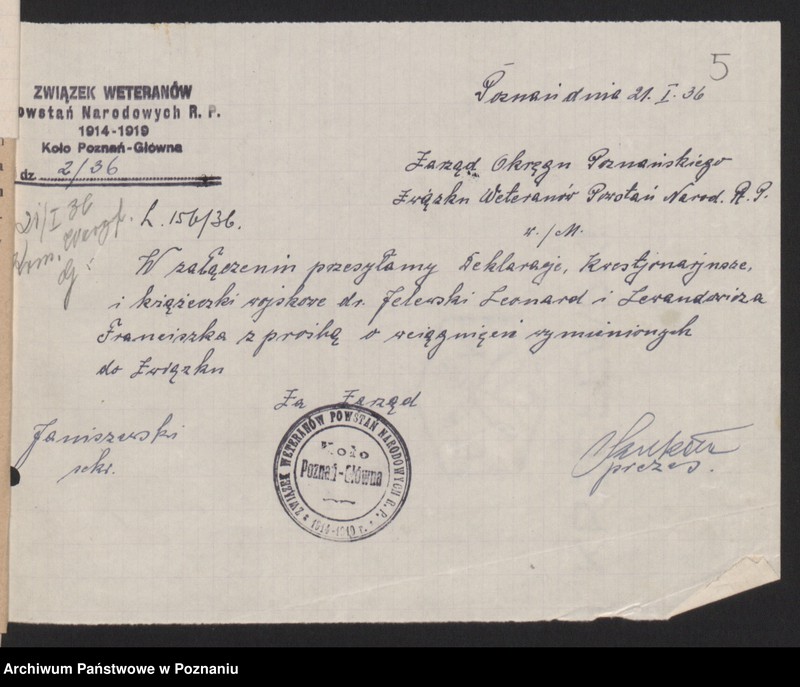 5
ZWIĄZEK WETERANÓW
Powstań Narodowych R. P.
1914-1919
Koło Poznań-Główna
dz 2/36
Poznań dnia 21. I. 36
Zarząd Okręgu Poznańskiego
Związku Weteranów Powstań Narod. R. P.
w./M.
21/I 36
L. 156/36.
W załączeniu przesyłamy Deklaracje, Kwestjonarjusze,
i książeczki wojskowe dr. Jelewski Leonard i Lewandowicza
Franciszka z prośbą o wciągnięcie wymienionych
do Związku
Za Zarząd
Janiszewski
sekr.
prezes.
ZWIĄZEK WETERANÓW POWSTAŃ NARODOWYCH R. P.
Koło
Poznań-Główna
1914-1919 r.
Archiwum Państwowe w Poznaniu